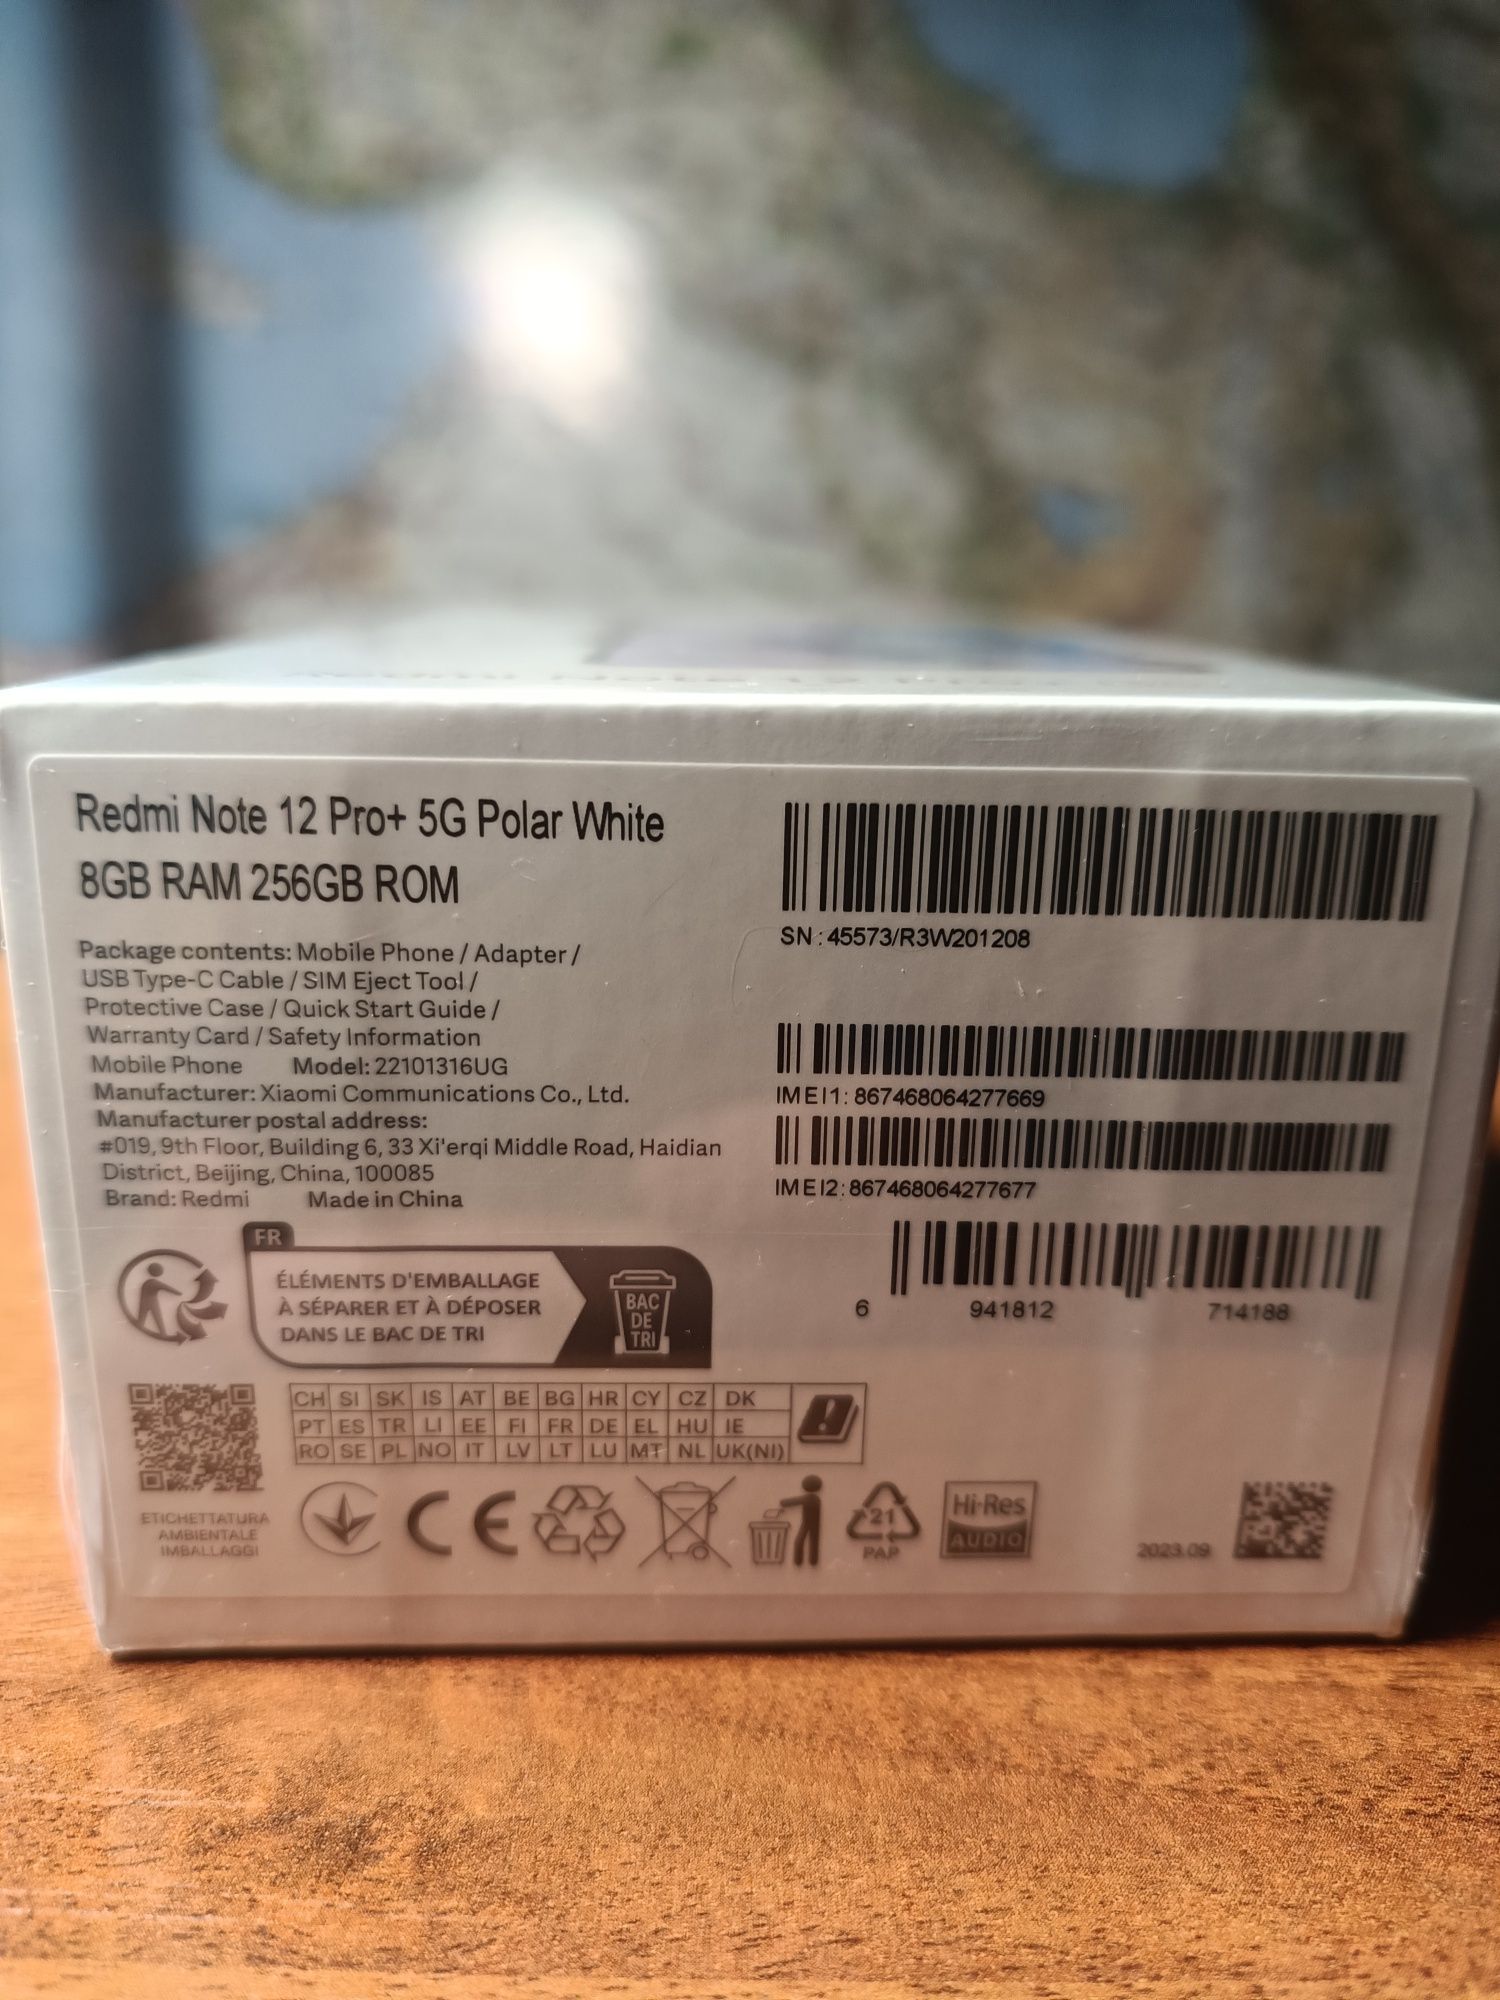 Redmi Note 12 Pro+ 5G Polar White
8GB RAM 256GB ROM
Package contents: Mobile Phone / Adapter /
USB Type-C Cable / SIM Eject Tool /
Protective Case / Quick Start Guide /
Warranty Card / Safety Information
Mobile Phone Model: 22101316UG
Manufacturer: Xiaomi Communications Co., Ltd.
Manufacturer postal address:
#019, 9th Floor, Building 6, 33 Xi'erqi Middle Road, Haidian
District, Beijing, China, 100085
Brand: Redmi Made in China
SN: 45573/R3W201208
IMEI1: 867468064277669
IMEI2: 867468064277677
6 941812 714188
FR
ÉLÉMENTS D'EMBALLAGE
À SÉPARER ET À DÉPOSER
DANS LE BAC DE TRI
BAC
DE
TRI
CH SI SK IS AT BE BG HR CY CZ DK
PT ES TR LI EE FI FR DE EL HU IE
RO SE PL NO IT LV LT LU MT NL UK(NI)
!
ETICHETTATURA
AMBIENTALE
IMBALLAGGI
CE
21
PAP
Hi-Res
AUDIO
2023.09